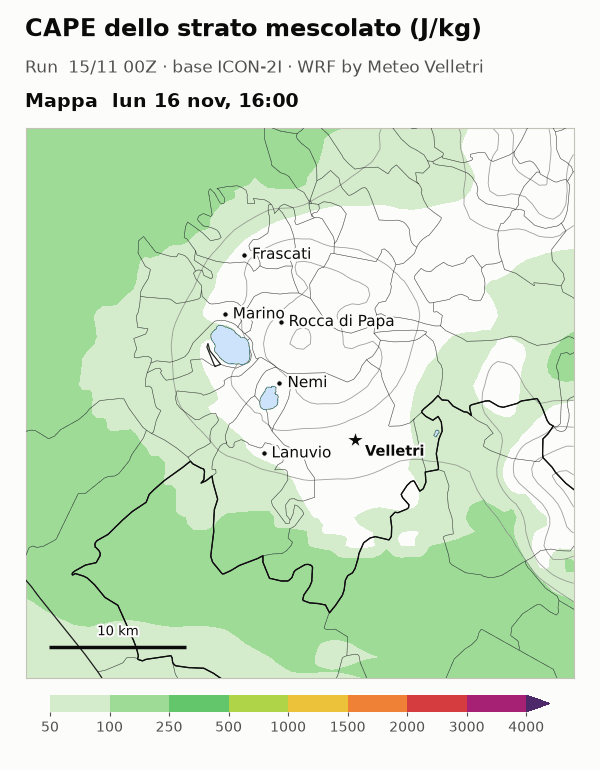 CAPE dello strato mescolato (J/kg)
Run  15/11 00Z · base ICON-2I · WRF by Meteo Velletri
Mappa  lun 16 nov, 16:00
Frascati
Marino
Rocca di Papa
Nemi
Velletri
Lanuvio
10 km
50 100 250 500 1000 1500 2000 3000 4000